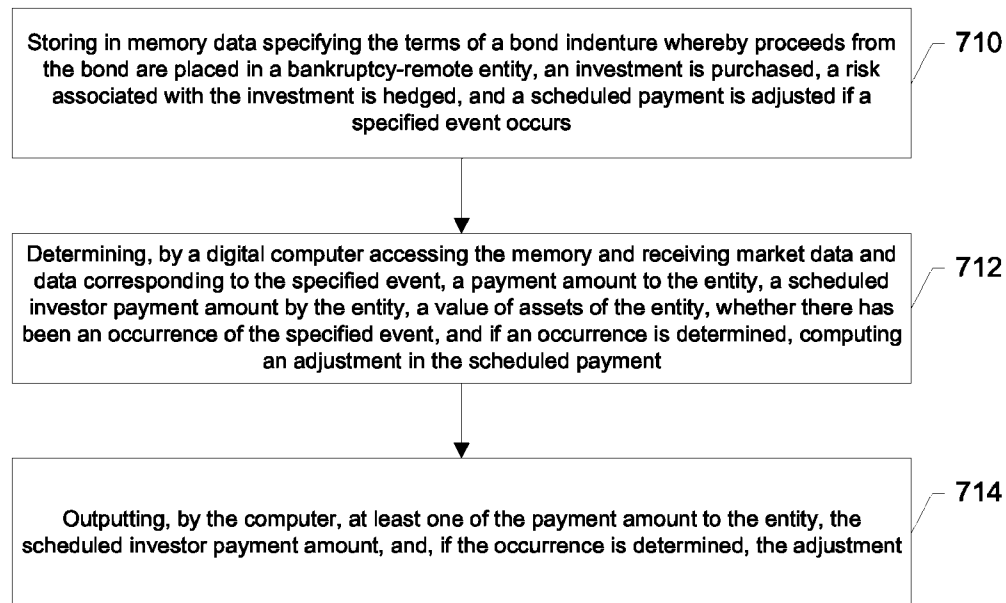 Storing in memory data specifying the terms of a bond indenture whereby proceeds from
the bond are placed in a bankruptcy-remote entity, an investment is purchased, a risk
associated with the investment is hedged, and a scheduled payment is adjusted if a
specified event occurs
710
Determining, by a digital computer accessing the memory and receiving market data and
data corresponding to the specified event, a payment amount to the entity, a scheduled
investor payment amount by the entity, a value of assets of the entity, whether there has
been an occurrence of the specified event, and if an occurrence is determined, computing
an adjustment in the scheduled payment
712
Outputting, by the computer, at least one of the payment amount to the entity, the
scheduled investor payment amount, and, if the occurrence is determined, the adjustment
714